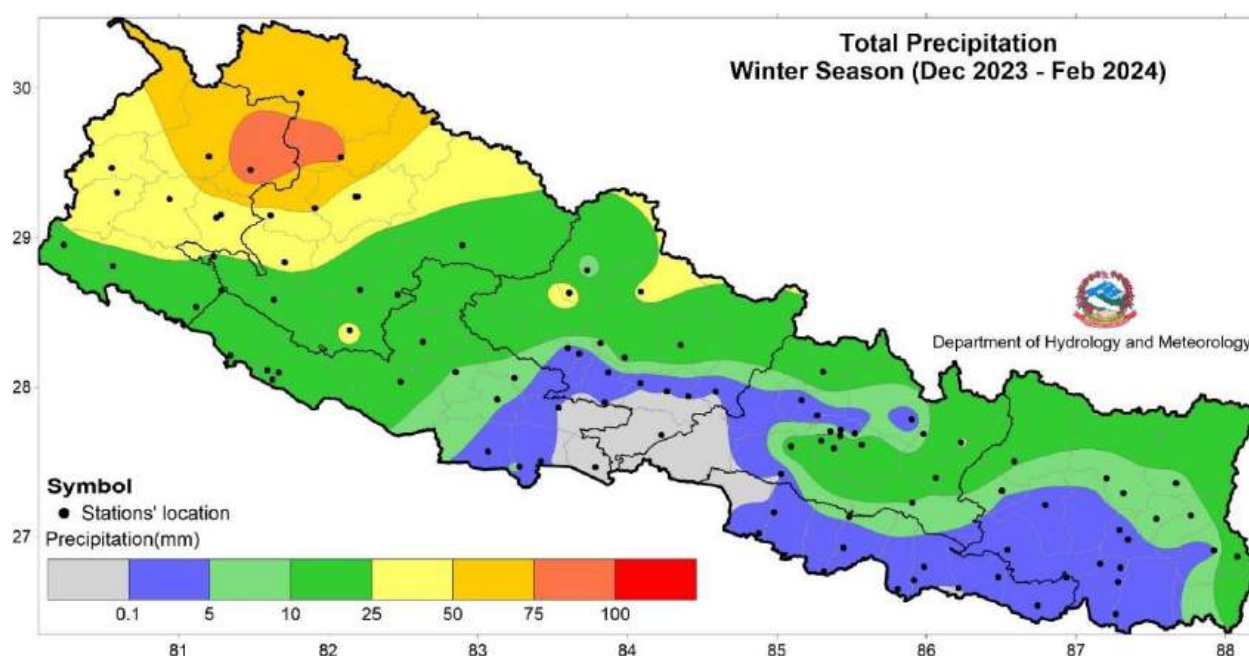 Total Precipitation
Winter Season (Dec 2023 - Feb 2024)
30
29
28
27
Department of Hydrology and Meteorology
Symbol
Stations' location
Precipitation(mm)
0.1 5 10 25 50 75 100
81 82 83 84 85 86 87 88